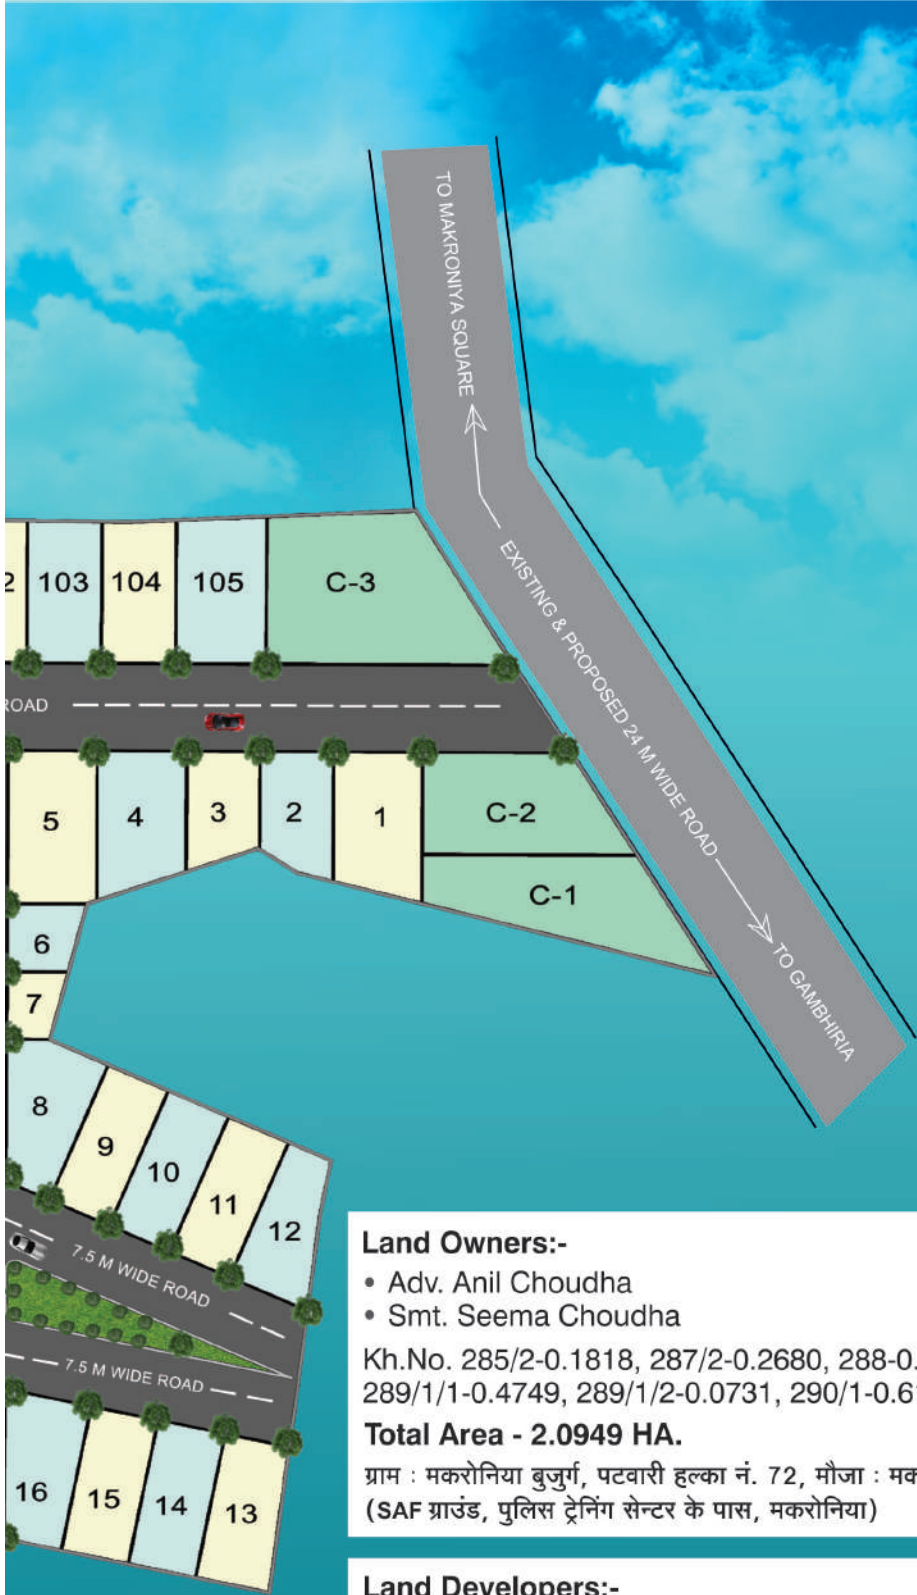 TO MAKRONIYA SQUARE
EXISTING & PROPOSED 24 M WIDE ROAD
TO GAMBHIRIA
2
103
104
105
C-3
ROAD
5
4
3
2
1
C-2
C-1
6
7
8
9
10
11
12
7.5 M WIDE ROAD
7.5 M WIDE ROAD
16
15
14
13
Land Owners:-
• Adv. Anil Choudha
• Smt. Seema Choudha
Kh.No. 285/2-0.1818, 287/2-0.2680, 288-0.
289/1/1-0.4749, 289/1/2-0.0731, 290/1-0.6
Total Area - 2.0949 HA.
ग्राम : मकरोनिया बुजुर्ग, पटवारी हल्का नं. 72, मौजा : मक
(SAF ग्राउंड, पुलिस ट्रेनिंग सेन्टर के पास, मकरोनिया)
Land Developers:-